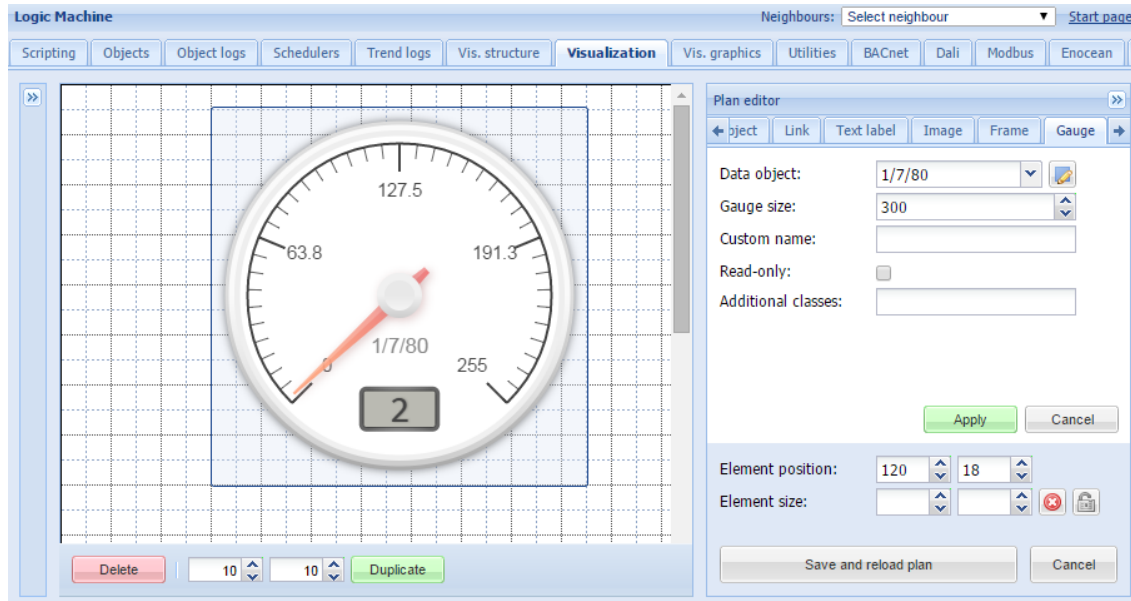 Logic Machine Neighbours: Select neighbour Start page
Scripting Objects Object logs Schedulers Trend logs Vis. structure Visualization Vis. graphics Utilities BACnet Dali Modbus Enocean
Plan editor
bject Link Text label Image Frame Gauge
Data object: 1/7/80
Gauge size: 300
Custom name:
Read-only:
Additional classes:
Apply Cancel
Element position: 120 18
Element size:
Save and reload plan Cancel
127.5
63.8 191.3
1/7/80
0 255
2
Delete 10 10 Duplicate